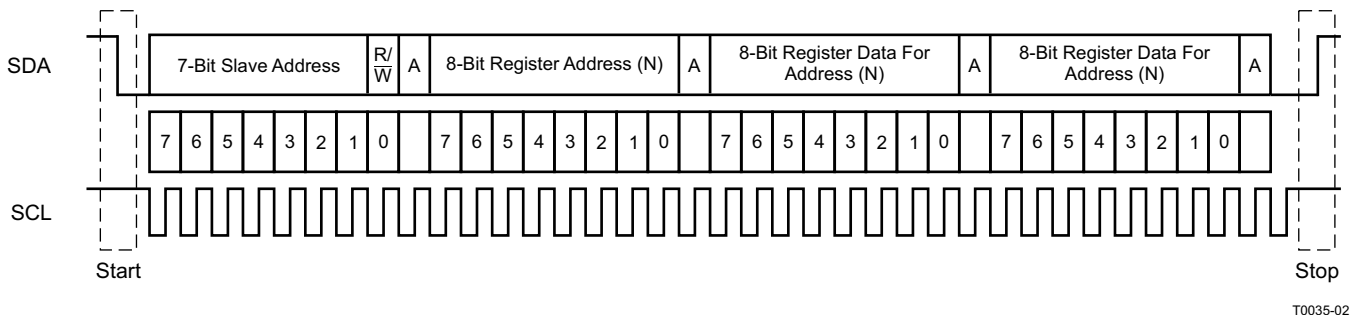 SDA
7-Bit Slave Address
R/
W
A
8-Bit Register Address (N)
A
8-Bit Register Data For
Address (N)
A
8-Bit Register Data For
Address (N)
A
7 6 5 4 3 2 1 0 7 6 5 4 3 2 1 0 7 6 5 4 3 2 1 0 7 6 5 4 3 2 1 0
SCL
Start
Stop
T0035-02